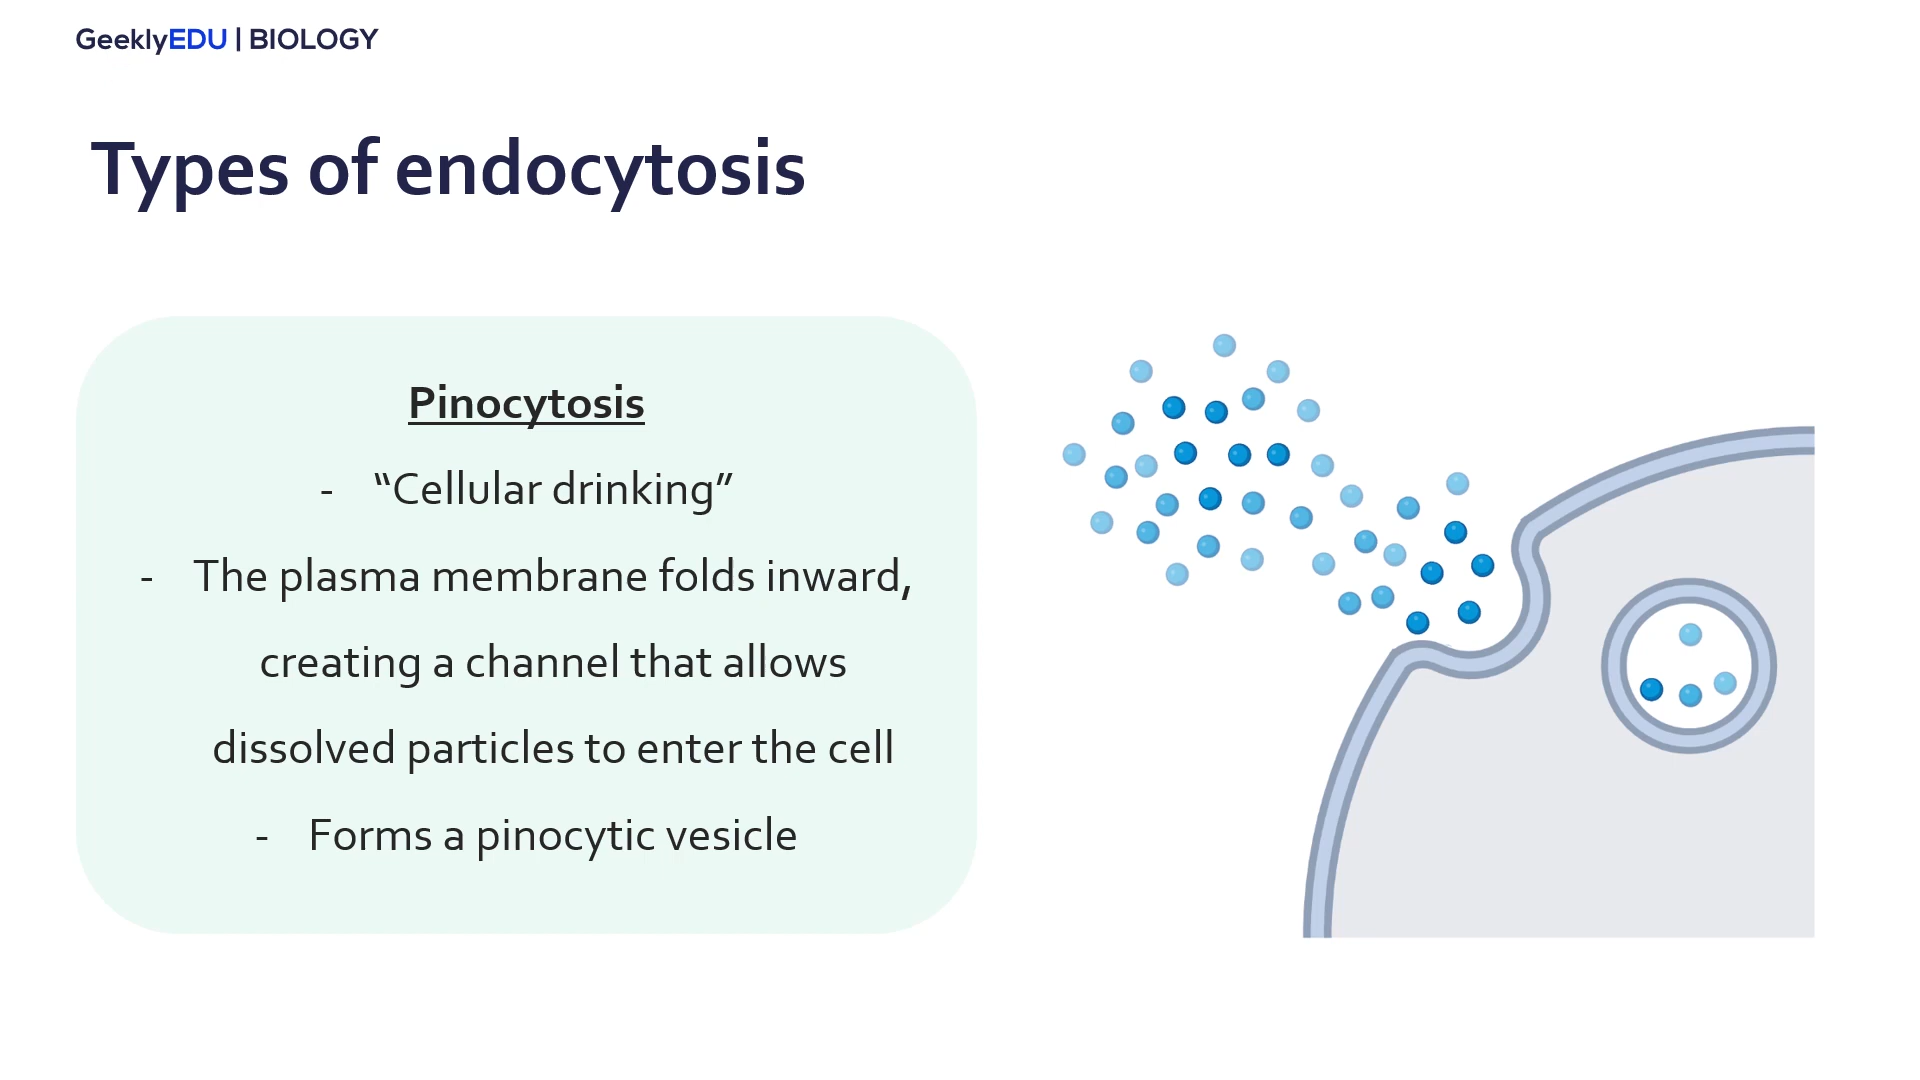 GeeklyEDU | BIOLOGY
Types of endocytosis
Pinocytosis
- “Cellular drinking”
- The plasma membrane folds inward,
creating a channel that allows
dissolved particles to enter the cell
- Forms a pinocytic vesicle